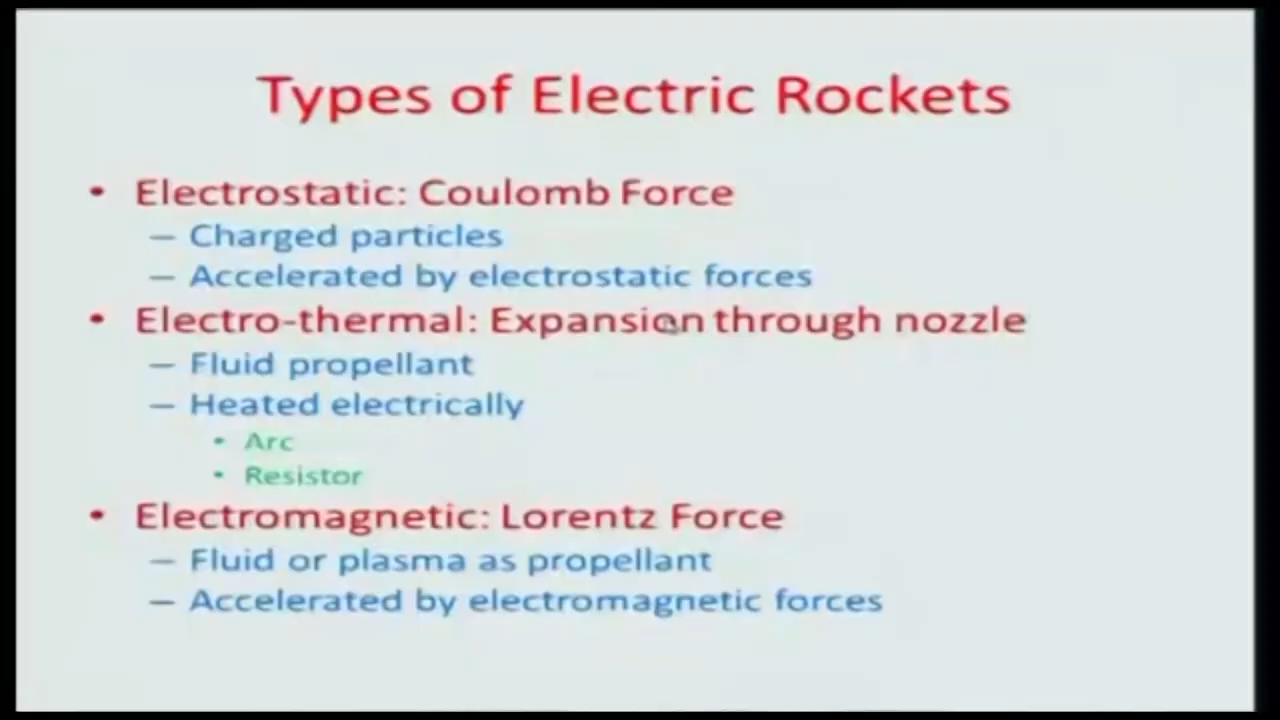 Types of Electric Rockets
• Electrostatic: Coulomb Force
– Charged particles
– Accelerated by electrostatic forces
• Electro-thermal: Expansion through nozzle
– Fluid propellant
– Heated electrically
• Arc
• Resistor
• Electromagnetic: Lorentz Force
– Fluid or plasma as propellant
– Accelerated by electromagnetic forces